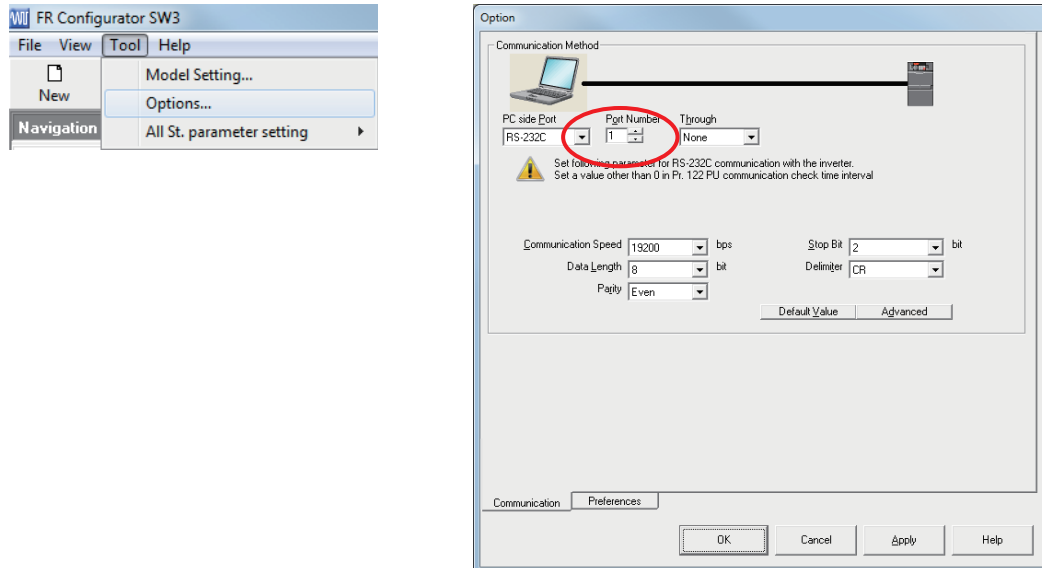 FR Configurator SW3
File View Tool Help
New
Model Setting...
Options...
Navigation
All St. parameter setting
Option
Communication Method
PC side Port Port Number Through
RS-232C 1 None
Set following parameter for RS-232C communication with the inverter.
Set a value other than 0 in Pr. 122 PU communication check time interval
Communication Speed 19200 bps Stop Bit 2 bit
Data Length 8 bit Delimiter CR
Parity Even
Default Value Advanced
Communication Preferences
OK Cancel Apply Help